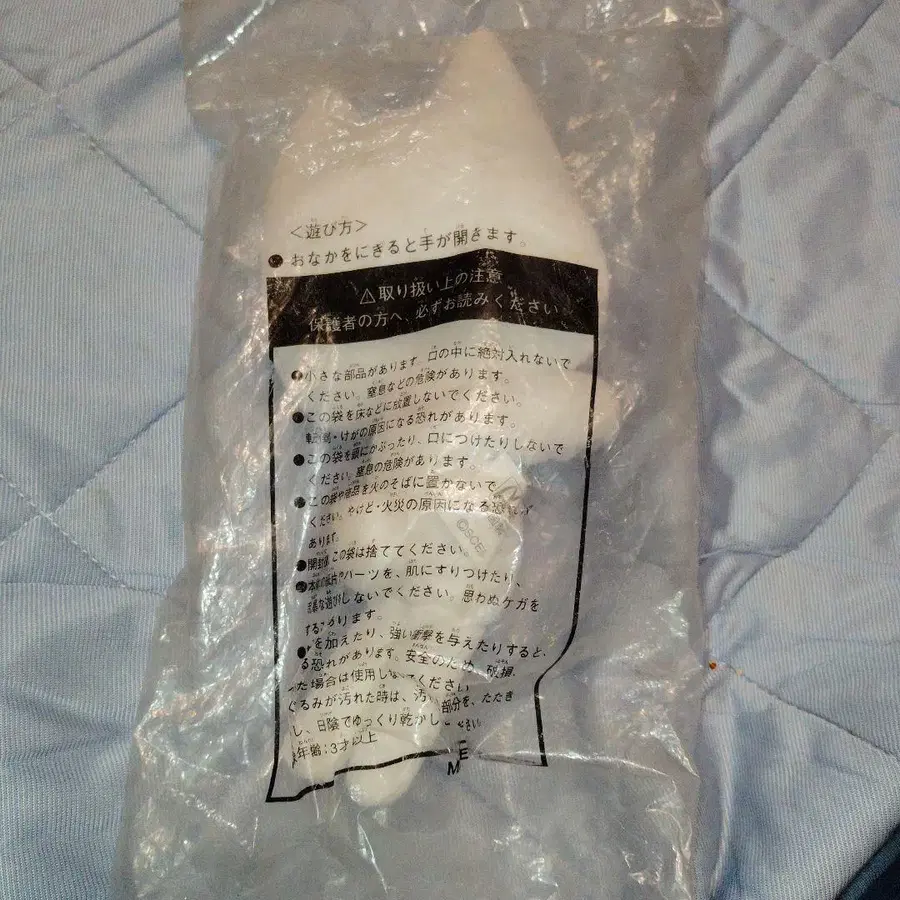 ＜遊び方＞
●おなかをにぎると手が開きます。
⚠取り扱い上の注意
保護者の方へ、必ずお読みください。
●小さな部品があります。口の中に絶対入れないで
ください。窒息などの危険があります。
●この袋を床などに放置しないでください。
転倒・けがの原因になる恐れがあります。
●この袋を頭にかぶったり、口につけたりしないで
ください。窒息の危険があります。
●この袋や商品を火のそばに置かないで
ください。やけど・火災の原因になる恐れが
あります。
●開封後、この袋は捨ててください。
●パーツを、肌にすりつけたり、
しないでください。思わぬケガを
する
を加えたり、強い衝撃を与えたりすると、
る恐れがあります。安全のため、破損、
た場合は使用し ください
ぐるみが汚れた時は、汚 部分を、たたき
し、日陰でゆっくり乾かし ださい
年齢：3才以上
©SOEI